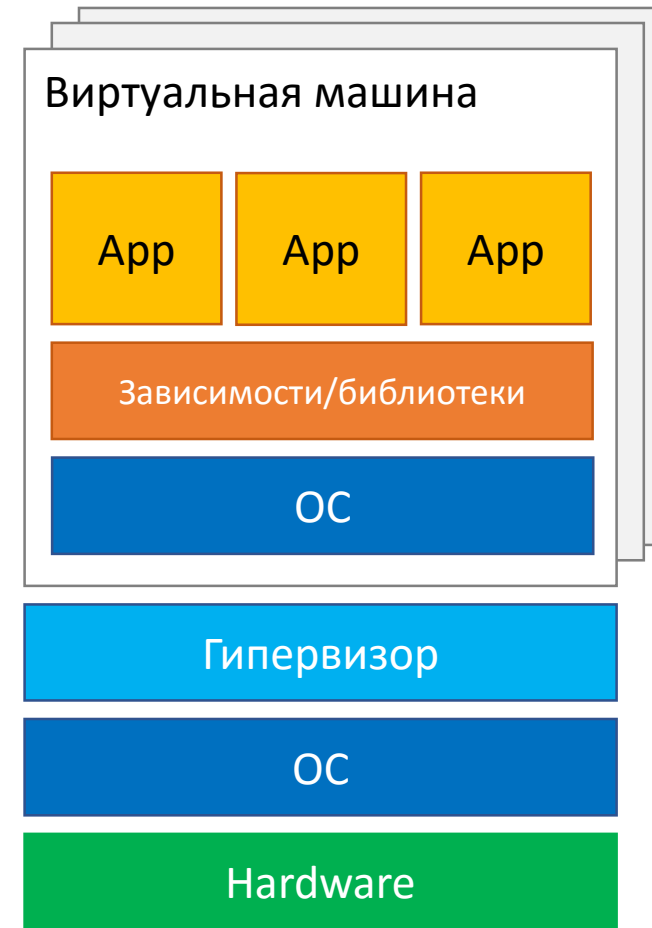 Виртуальная машина
App App App
Зависимости/библиотеки
ОС
Гипервизор
ОС
Hardware